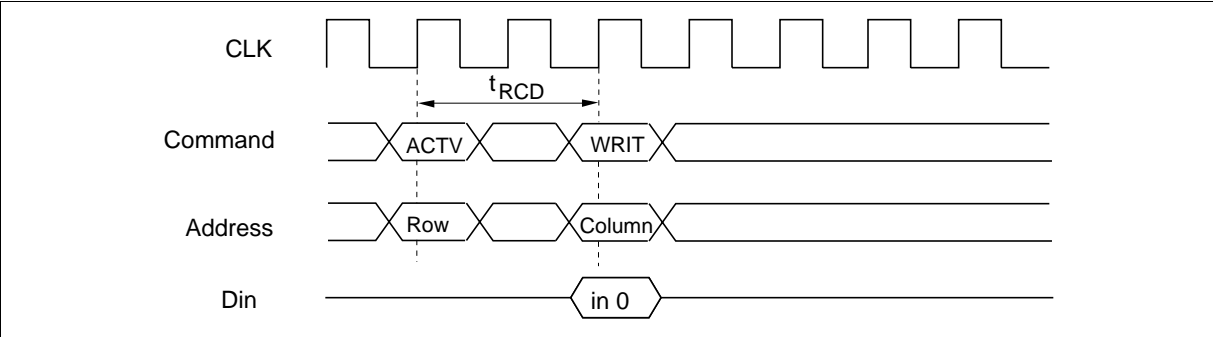 CLK
tRCD
Command
ACTV WRIT
Address
Row Column
Din
in 0